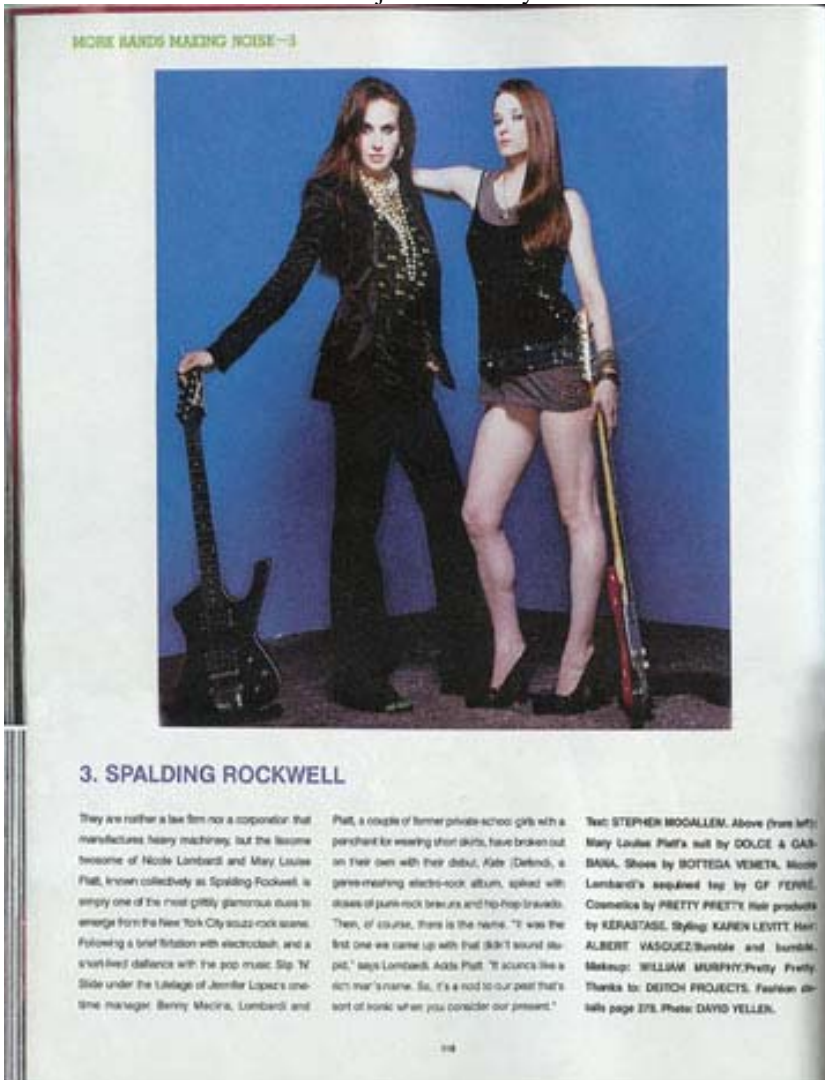 MORE BANDS MAKING NOISE—3
3. SPALDING ROCKWELL
They are neither a law firm nor a corporation that
manufactures heavy machinery, but the lissome
twosome of Nicole Lombardi and Mary Louise
Platt, known collectively as Spalding Rockwell, is
simply one of the most grittily glamorous duos to
emerge from the New York City scuzz-rock scene.
Following a brief flirtation with electroclash, and a
short-lived dalliance with the pop music Slip 'N'
Slide under the tutelage of Jennifer Lopez's one-
time manager Benny Medina, Lombardi and
Platt, a couple of former private-school girls with a
penchant for wearing short skirts, have broken out
on their own with their debut, Kate (Defend), a
genre-mashing electro-rock album, spiked with
doses of punk-rock bravura and hip-hop bravado.
Then, of course, there is the name. "It was the
first one we came up with that didn't sound stu-
pid," says Lombardi. Adds Platt: "It sounds like a
rich man's name. So, it's a nod to our past that's
sort of ironic when you consider our present."
Text: STEPHEN MOOALLEM. Above (from left):
Mary Louise Platt's suit by DOLCE & GAB-
BANA. Shoes by BOTTEGA VENETA. Nicole
Lombardi's sequined top by GF FERRÉ.
Cosmetics by PRETTY PRETTY. Hair products
by KÉRASTASE. Styling: KAREN LEVITT. Hair:
ALBERT VASQUEZ/Bumble and bumble.
Makeup: WILLIAM MURPHY/Pretty Pretty.
Thanks to: DEITCH PROJECTS. Fashion de-
tails page. Photo: DAVID YELLEN.